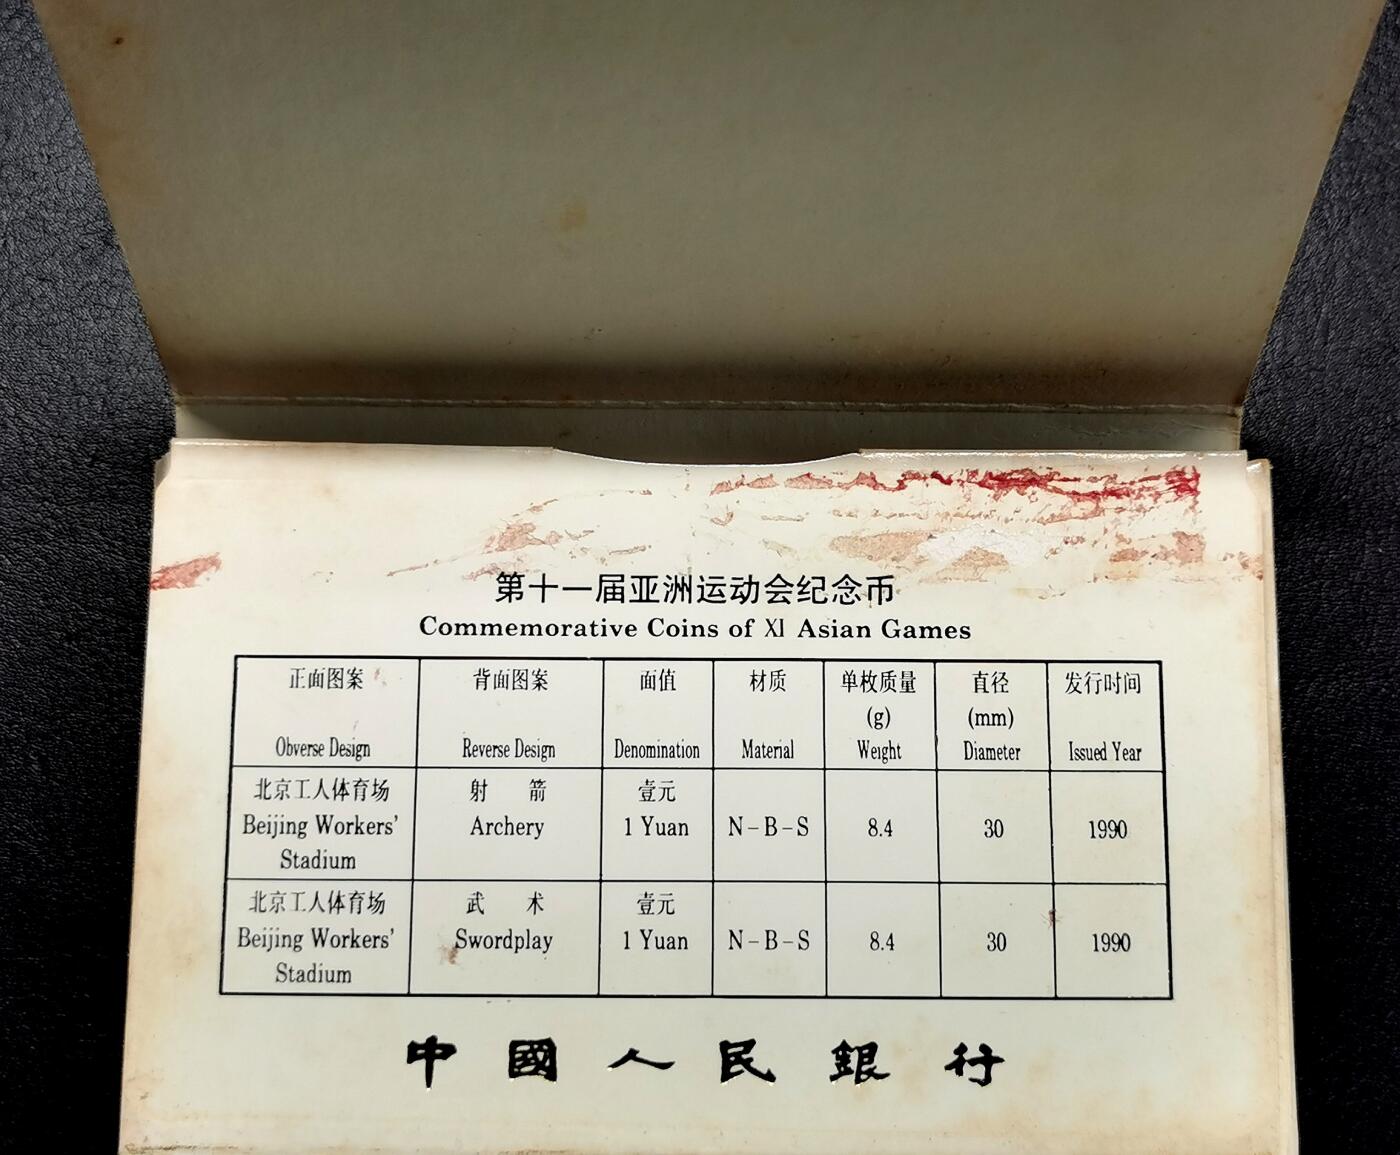 第十一届亚洲运动会纪念币
Commemorative Coins of XI Asian Games
正面图案 背面图案 面值 材质 单枚质量 直径 发行时间
(g) (mm)
Obverse Design Reverse Design Denomination Material Weight Diameter Issued Year
北京工人体育场 射 箭 壹元
Beijing Workers' Archery 1 Yuan N-B-S 8.4 30 1990
Stadium
北京工人体育场 武 术 壹元
Beijing Workers' Swordplay 1 Yuan N-B-S 8.4 30 1990
Stadium
中國人民銀行